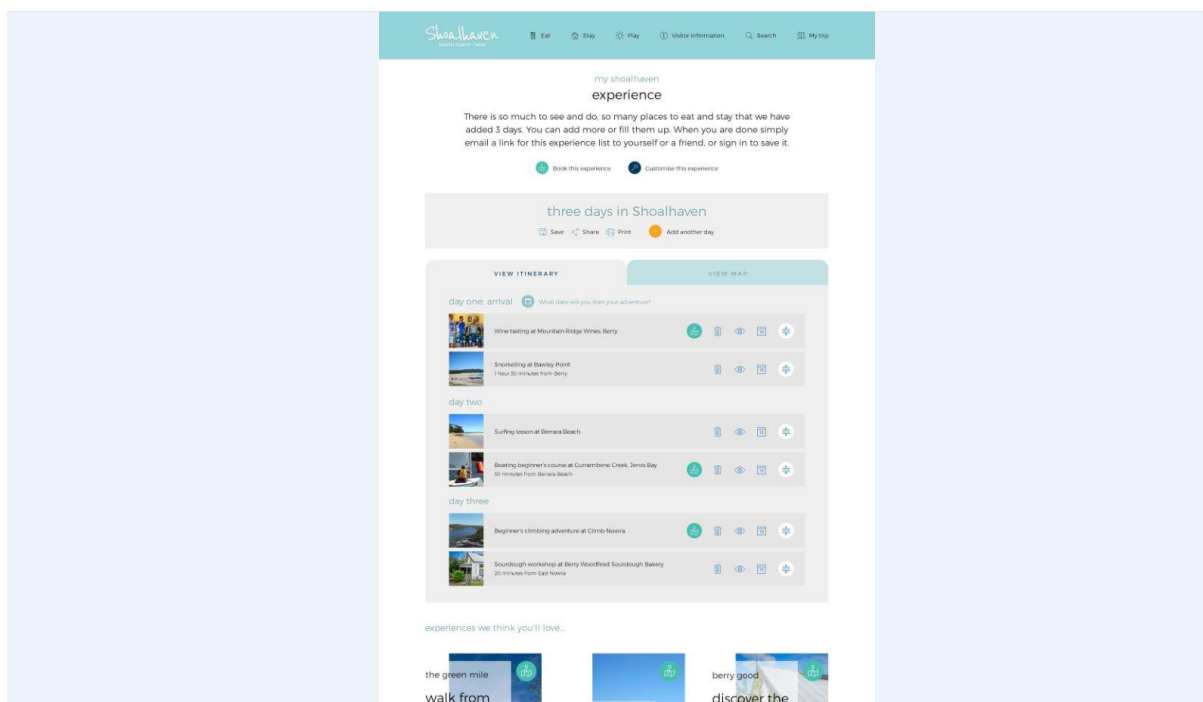 Shoalhaven
SOUTH COAST - NSW
Eat
Stay
Play
Visitor information
Search
My trip
my shoalhaven
experience
There is so much to see and do, so many places to eat and stay that we have
added 3 days. You can add more or fill them up. When you are done simply
email a link for this experience list to yourself or a friend, or sign in to save it.
Book this experience
Customise this experience
three days in Shoalhaven
Save
Share
Print
Add another day
VIEW ITINERARY
VIEW MAP
day one: arrival
What date will you start your adventure?
Wine tasting at Mountain Ridge Wines, Berry
Snorkelling at Bawley Point
1 hour 30 minutes from Berry
day two
Surfing lesson at Berrara Beach
Boating beginner's course at Currambene Creek, Jervis Bay
30 minutes from Berrara Beach
day three
Beginner's climbing adventure at Climb Nowra
Sourdough workshop at Berry Woodfired Sourdough Bakery
20 minutes from East Nowra
experiences we think you'll love...
the green mile
walk from
berry good
discover the